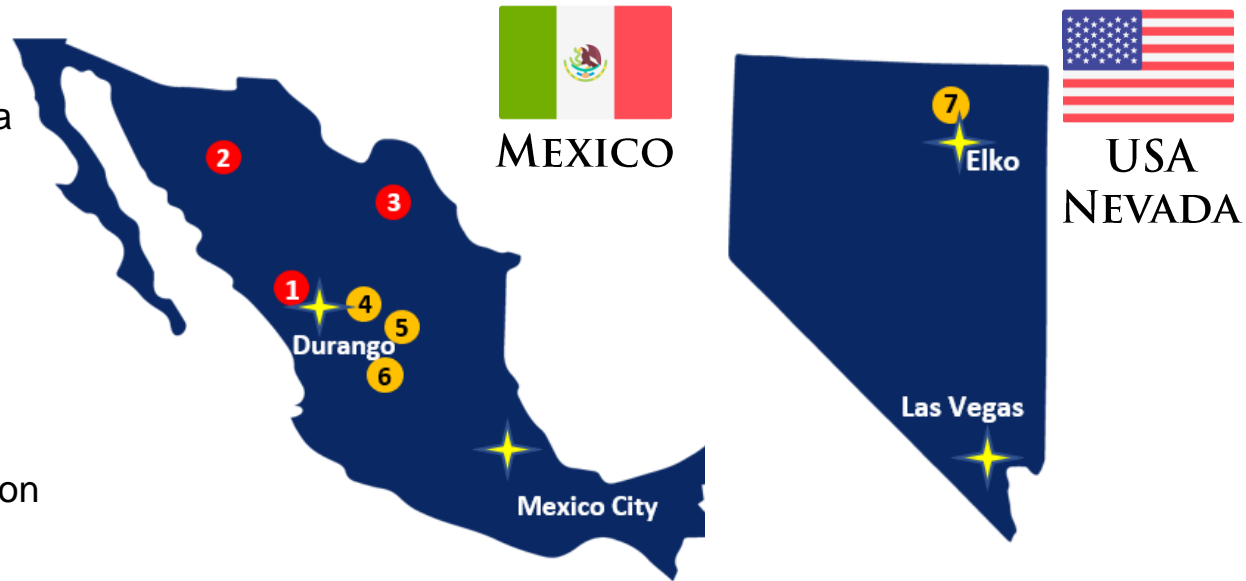 a
on
MEXICO
2
3
1
4
5
6
Durango
Mexico City
USA
NEVADA
7
Elko
Las Vegas